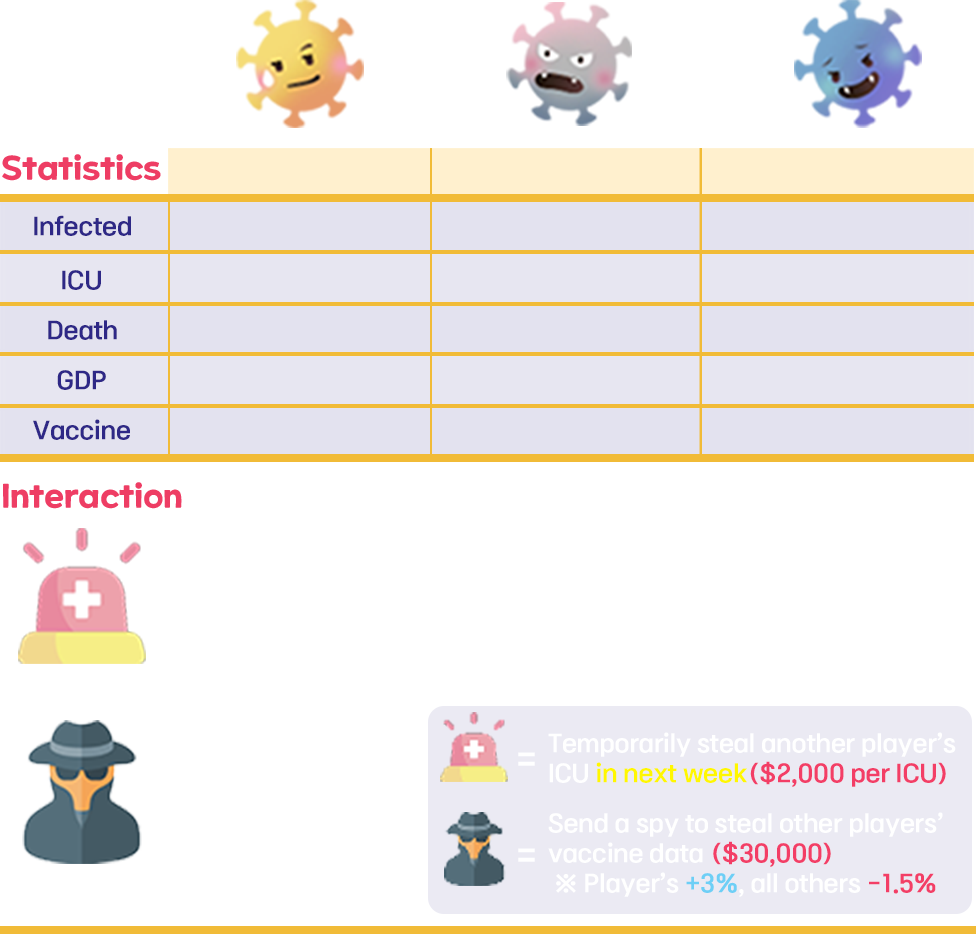 Statistics
Infected
ICU
Death
GDP
Vaccine
Interaction
= Temporarily steal another player's
ICU in next week ($2,000 per ICU)
Send a spy to steal other players'
= vaccine data ($30,000)
※ Player's +3%, all others -1.5%